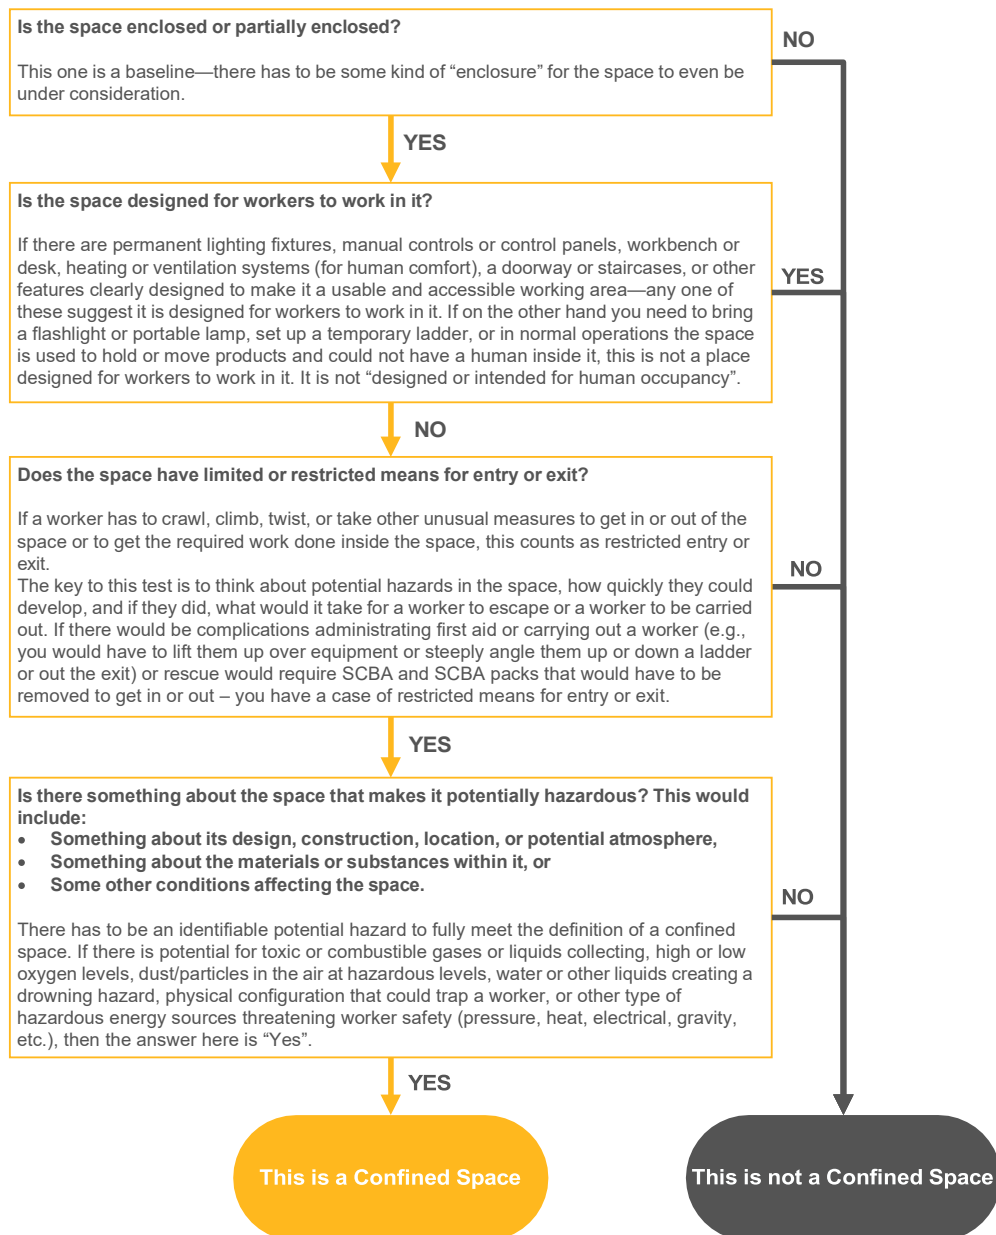 Is the space enclosed or partially enclosed?
NO
This one is a baseline—there has to be some kind of “enclosure” for the space to even be
under consideration.
YES
Is the space designed for workers to work in it?
If there are permanent lighting fixtures, manual controls or control panels, workbench or
desk, heating or ventilation systems (for human comfort), a doorway or staircases, or other
features clearly designed to make it a usable and accessible working area—any one of
these suggest it is designed for workers to work in it. If on the other hand you need to bring
a flashlight or portable lamp, set up a temporary ladder, or in normal operations the space
is used to hold or move products and could not have a human inside it, this is not a place
designed for workers to work in it. It is not “designed or intended for human occupancy”.
YES
NO
Does the space have limited or restricted means for entry or exit?
If a worker has to crawl, climb, twist, or take other unusual measures to get in or out of the
space or to get the required work done inside the space, this counts as restricted entry or
exit.
The key to this test is to think about potential hazards in the space, how quickly they could
develop, and if they did, what would it take for a worker to escape or a worker to be carried
out. If there would be complications administrating first aid or carrying out a worker (e.g.,
you would have to lift them up over equipment or steeply angle them up or down a ladder
or out the exit) or rescue would require SCBA and SCBA packs that would have to be
removed to get in or out – you have a case of restricted means for entry or exit.
NO
YES
Is there something about the space that makes it potentially hazardous? This would
include:
• Something about its design, construction, location, or potential atmosphere,
• Something about the materials or substances within it, or
• Some other conditions affecting the space.
There has to be an identifiable potential hazard to fully meet the definition of a confined
space. If there is potential for toxic or combustible gases or liquids collecting, high or low
oxygen levels, dust/particles in the air at hazardous levels, water or other liquids creating a
drowning hazard, physical configuration that could trap a worker, or other type of
hazardous energy sources threatening worker safety (pressure, heat, electrical, gravity,
etc.), then the answer here is “Yes”.
NO
YES
This is a Confined Space
This is not a Confined Space